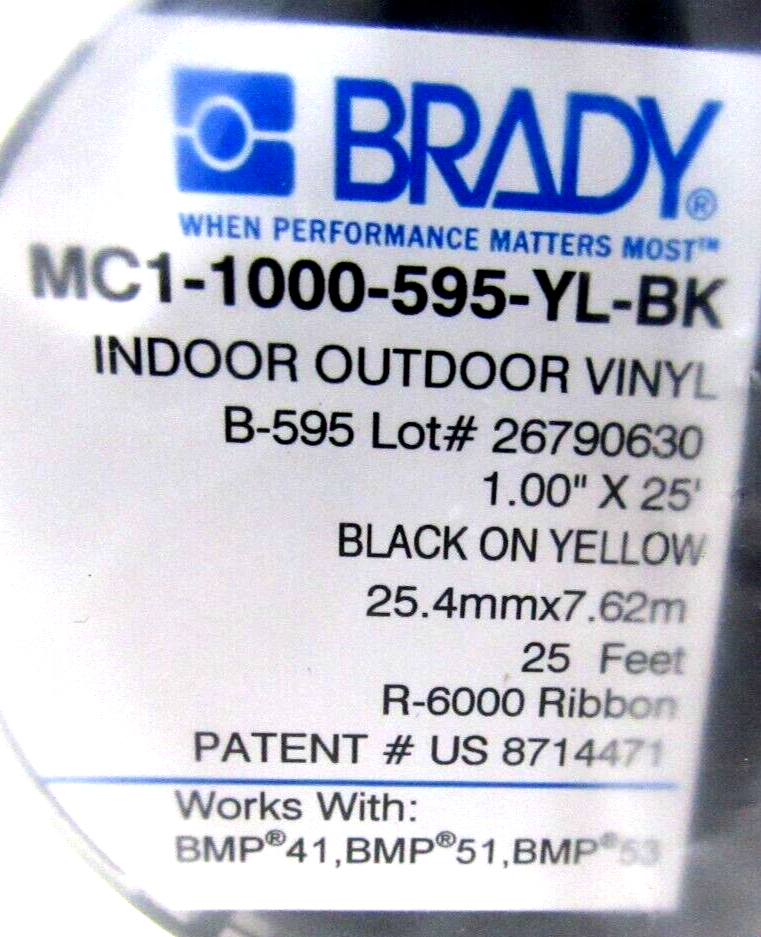 BRADY®
WHEN PERFORMANCE MATTERS MOST™
MC1-1000-595-YL-BK
INDOOR OUTDOOR VINYL
B-595 Lot# 26790630
1.00" X 25'
BLACK ON YELLOW
25.4mmx7.62m
25 Feet
R-6000 Ribbon
PATENT # US 8714471
Works With:
BMP®41,BMP®51,BMP®53